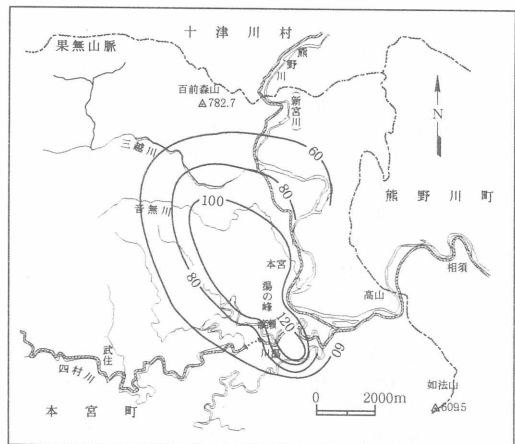 十津川村
果無山脈
熊野川
(新宮川)
百前森山
△782.7
三越川
60
80
100
N
音無川
熊野川町
本宮
相須
高山
湯の峰
80
120
川湯
60
武住
四村川
如法山
△609.5
本宮町
0 2000m